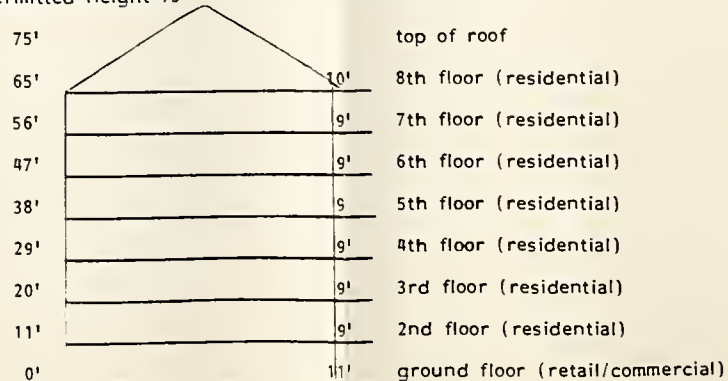 75' top of roof
65' 10' 8th floor (residential)
56' 9' 7th floor (residential)
47' 9' 6th floor (residential)
38' 9 5th floor (residential)
29' 9' 4th floor (residential)
20' 9' 3rd floor (residential)
11' 9' 2nd floor (residential)
0' 11' ground floor (retail/commercial)